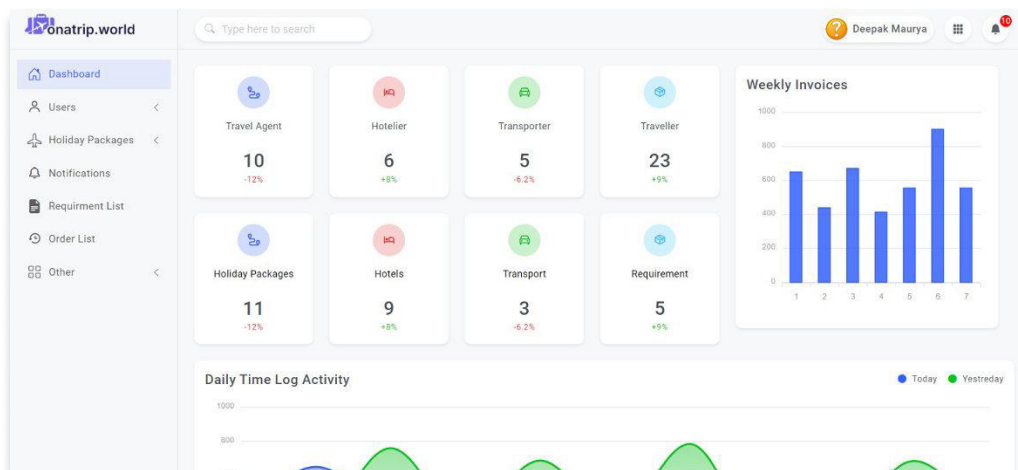 onatrip.world
Type here to search
Deepak Maurya
10
Dashboard
Users
Holiday Packages
Notifications
Requirment List
Order List
Other
Travel Agent
10
-12%
Hotelier
6
+8%
Transporter
5
-6.2%
Traveller
23
+9%
Holiday Packages
11
-12%
Hotels
9
+8%
Transport
3
-6.2%
Requirement
5
+9%
Weekly Invoices
1000
800
600
400
200
0
1 2 3 4 5 6 7
Daily Time Log Activity
Today Yestreday
1000
800